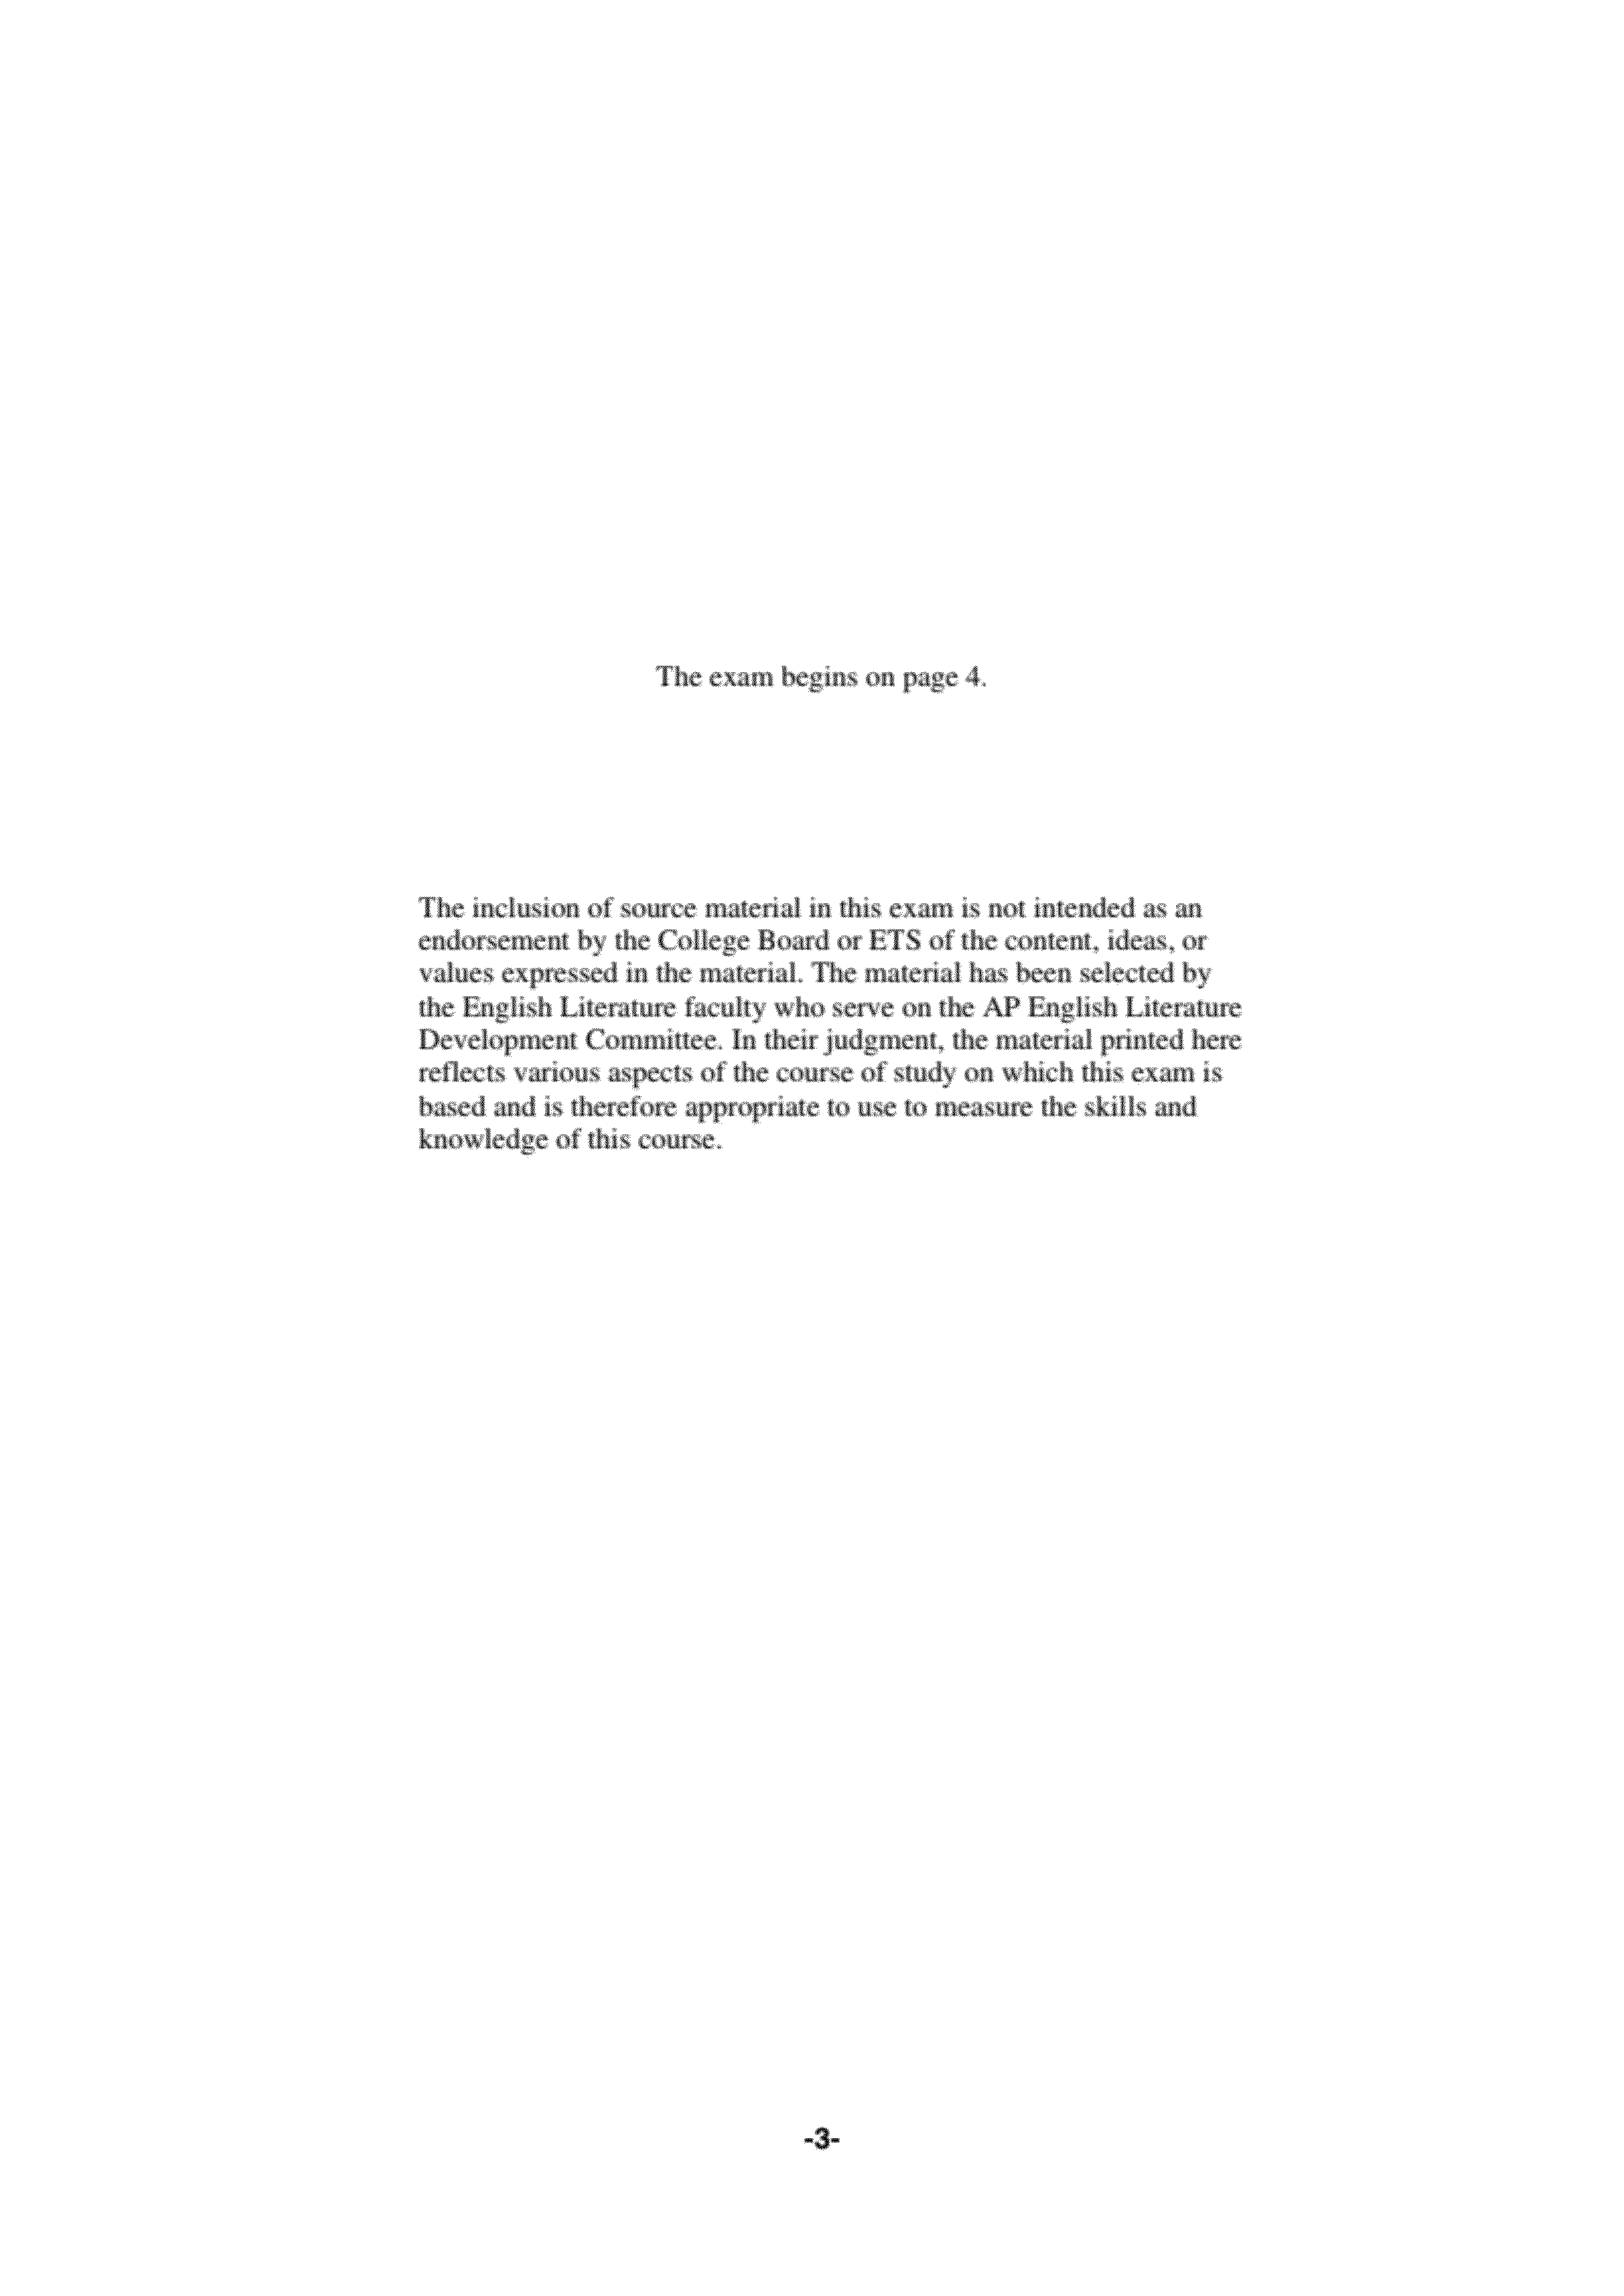 The exam begins on page 4.
The inclusion of source material in this exam is not intended as an
endorsement by the College Board or ETS of the content, ideas, or
values expressed in the material. The material has been selected by
the English Literature faculty who serve on the AP English Literature
Development Committee. In their judgment, the material printed here
reflects various aspects of the course of study on which this exam is
based and is therefore appropriate to use to measure the skills and
knowledge of this course.
-3-